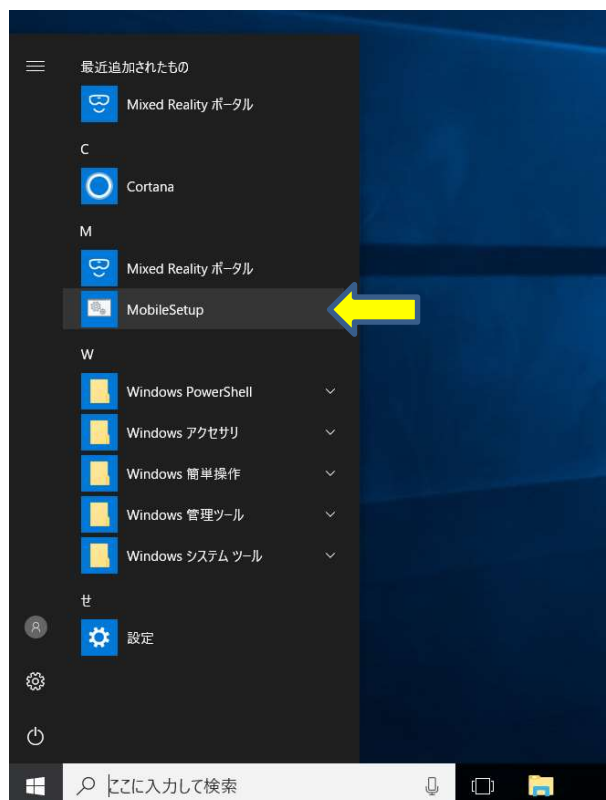 最近追加されたもの
Mixed Reality ポータル
C
Cortana
M
Mixed Reality ポータル
MobileSetup
W
Windows PowerShell
Windows アクセサリ
Windows 簡単操作
Windows 管理ツール
Windows システム ツール
せ
設定
ここに入力して検索